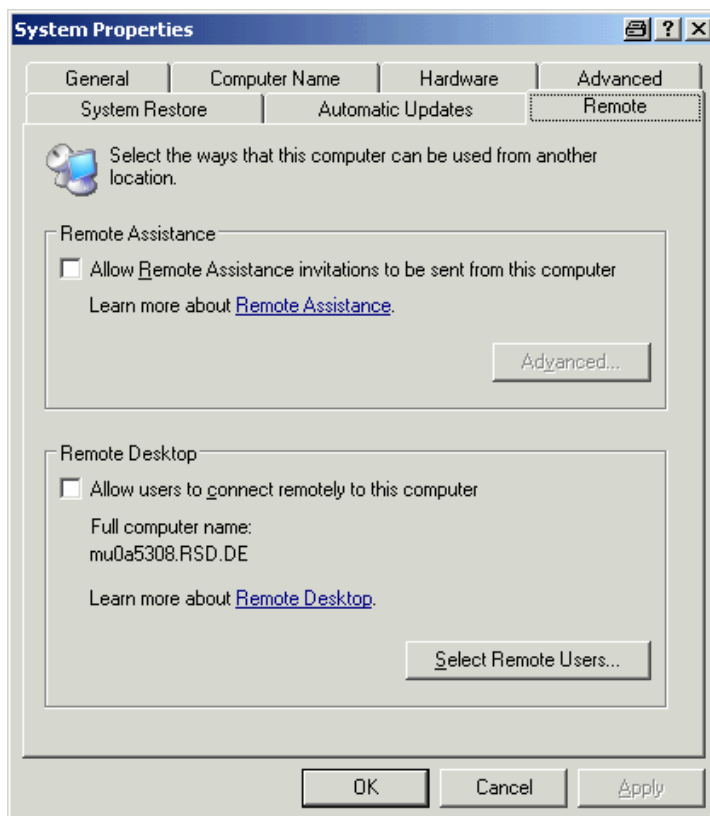 System Properties
General
Computer Name
Hardware
Advanced
System Restore
Automatic Updates
Remote
Select the ways that this computer can be used from another
location.
Remote Assistance
Allow Remote Assistance invitations to be sent from this computer
Learn more about Remote Assistance.
Advanced...
Remote Desktop
Allow users to connect remotely to this computer
Full computer name:
mu0a5308.RSD.DE
Learn more about Remote Desktop.
Select Remote Users...
OK
Cancel
Apply